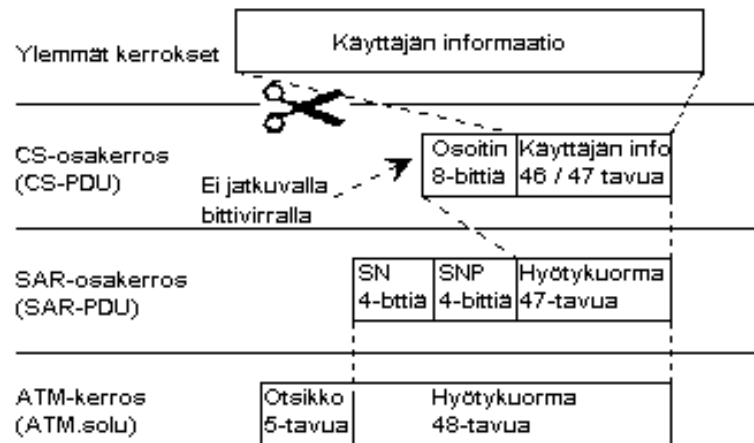 Käyttäjän informaatio
Ylemmät kerrokset
CS-osakerros
(CS-PDU)
Osoitin
8-bittiä
Käyttäjän info
46 / 47 tavua
Ei jatkuvalla
bittivirralla
SAR-osakerros
(SAR-PDU)
SN
4-bttiä
SNP
4-bittiä
Hyötykuorma
47-tavua
ATM-kerros
(ATM.solu)
Otsikko
5-tavua
Hyötykuorma
48-tavua